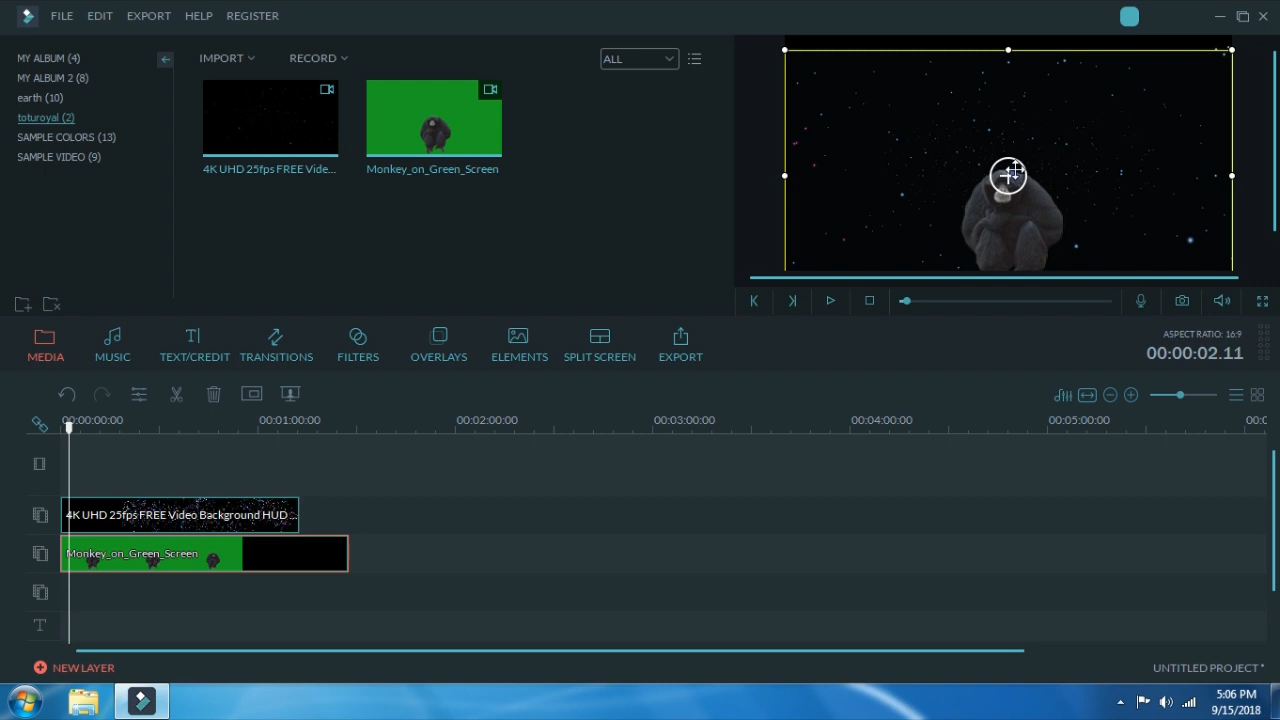 FILE EDIT EXPORT HELP REGISTER
MY ALBUM (4)
MY ALBUM 2 (8)
earth (10)
toturoyal (2)
SAMPLE COLORS (13)
SAMPLE VIDEO (9)
IMPORT RECORD ALL
4K UHD 25fps FREE Vide... Monkey_on_Green_Screen
MEDIA MUSIC TEXT/CREDIT TRANSITIONS FILTERS OVERLAYS ELEMENTS SPLIT SCREEN EXPORT
ASPECT RATIO: 16:9
00:00:02.11
00:00:00:00 00:01:00:00 00:02:00:00 00:03:00:00 00:04:00:00 00:05:00:00
4K UHD 25fps FREE Video Background HUD ...
Monkey_on_Green_Screen
T
NEW LAYER UNTITLED PROJECT *
5:06 PM
9/15/2018